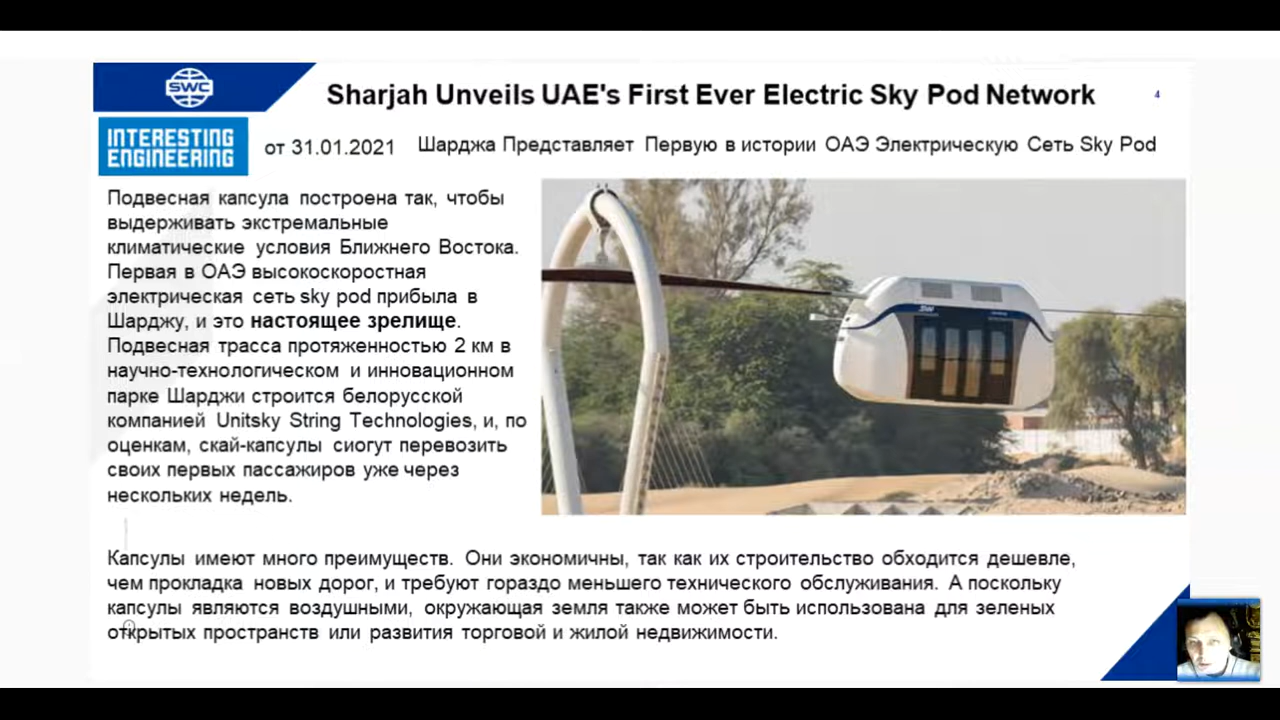 SWC
Sharjah Unveils UAE's First Ever Electric Sky Pod Network
4
INTERESTING
ENGINEERING
от 31.01.2021
Шарджа Представляет Первую в истории ОАЭ Электрическую Сеть Sky Pod
Подвесная капсула построена так, чтобы
выдерживать экстремальные
климатические условия Ближнего Востока.
Первая в ОАЭ высокоскоростная
электрическая сеть sky pod прибыла в
Шарджу, и это настоящее зрелище.
Подвесная трасса протяженностью 2 км в
научно-технологическом и инновационном
парке Шарджи строится белорусской
компанией Unitsky String Technologies, и, по
оценкам, скай-капсулы сиогут перевозить
своих первых пассажиров уже через
нескольких недель.
Капсулы имеют много преимуществ. Они экономичны, так как их строительство обходится дешевле,
чем прокладка новых дорог, и требуют гораздо меньшего технического обслуживания. А поскольку
капсулы являются воздушными, окружающая земля также может быть использована для зеленых
открытых пространств или развития торговой и жилой недвижимости.